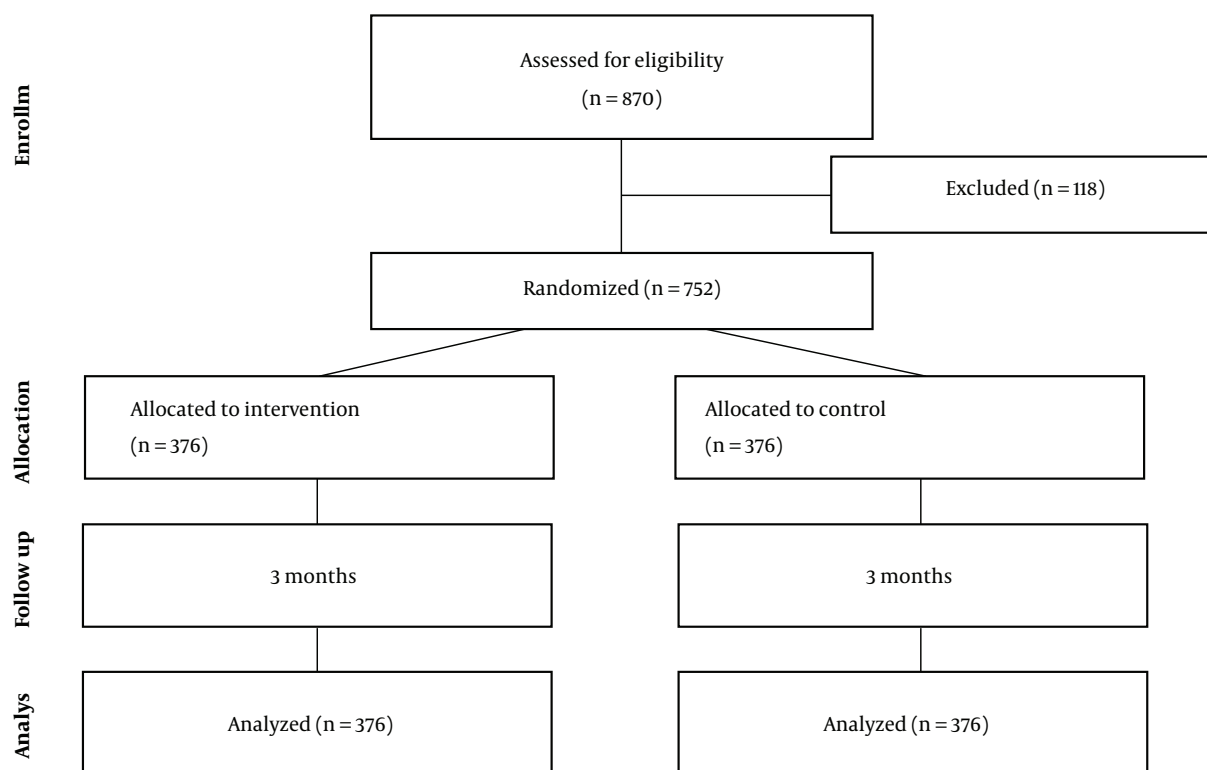 Enrollm
Assessed for eligibility
(n = 870)
Excluded (n = 118)
Randomized (n = 752)
Allocation
Allocated to intervention
(n = 376)
Allocated to control
(n = 376)
Follow up
3 months
3 months
Analys
Analyzed (n = 376)
Analyzed (n = 376)